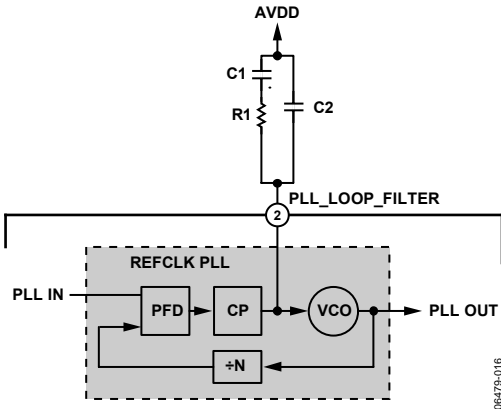 AVDD
C1
R1
C2
PLL_LOOP_FILTER
2
REFCLK PLL
PLL IN
PFD
CP
VCO
PLL OUT
÷N
06479-016